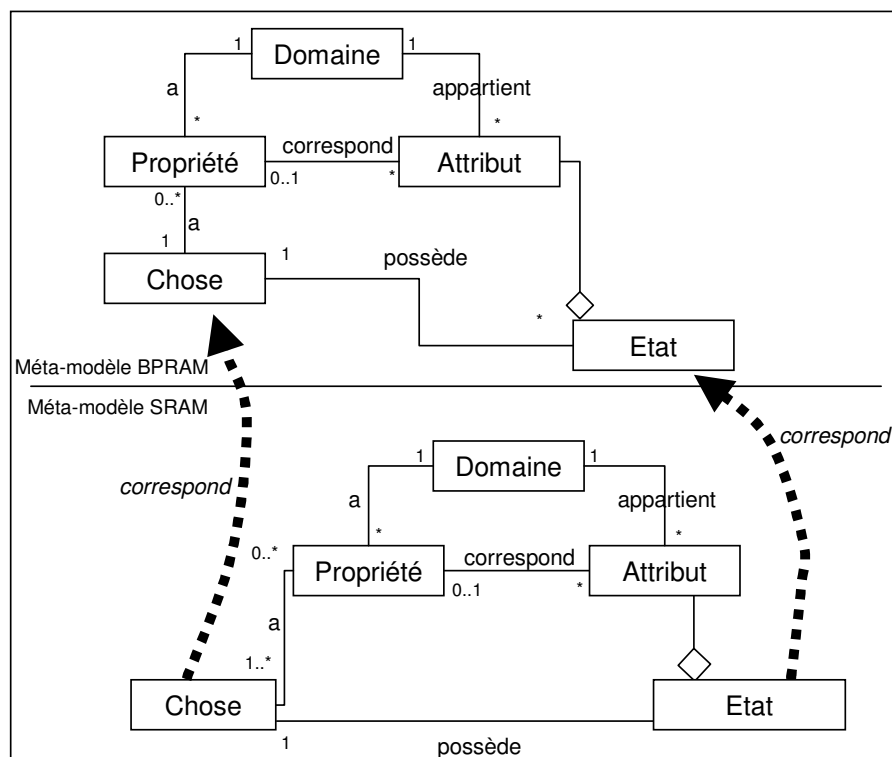 1 Domaine 1
a appartient
* *
Propriété correspond Attribut
0..1 *
0..*
a
1 1
Chose possède
*
Etat
Méta-modèle BPRAM
Méta-modèle SRAM
correspond
1 Domaine 1
correspond
a appartient
0..* * *
Propriété correspond Attribut
0..1 *
a
1..*
Chose Etat
1 possède